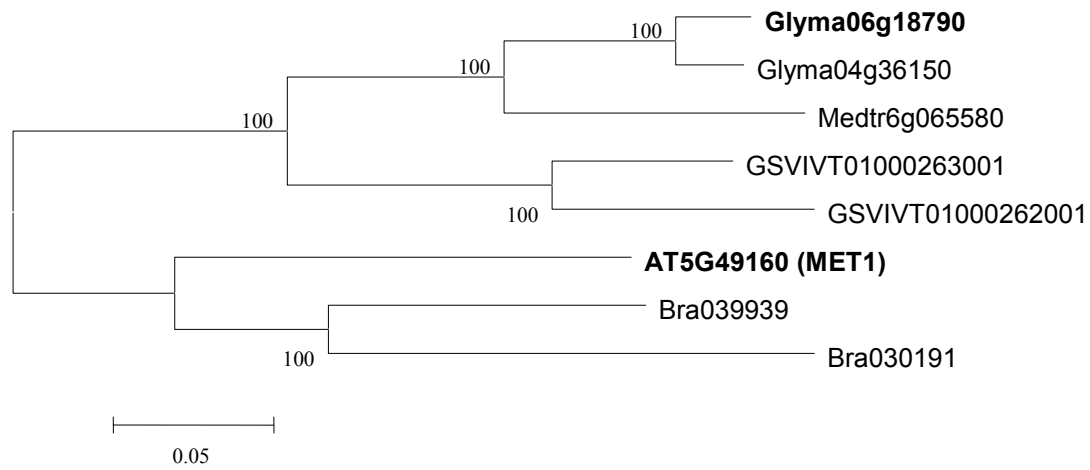 Glyma06g18790
100
Glyma04g36150
100
Medtr6g065580
100
GSVIVT01000263001
100
GSVIVT01000262001
AT5G49160 (MET1)
Bra039939
100
Bra030191
0.05